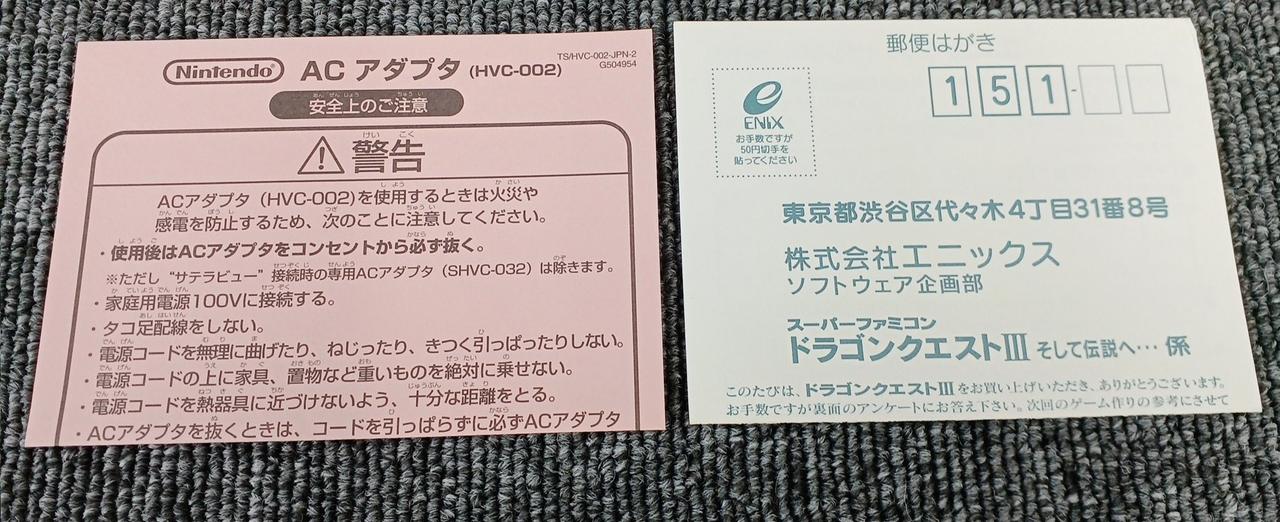 Nintendo® ACアダプタ (HVC-002)
TS/HVC-002-JPN-2
G504954
安全上のご注意
あんぜんじょう ちゅうい
警告
けい こく
ACアダプタ(HVC-002)を使用するときは火災や
感電を防止するため、次のことに注意してください。
・使用後はACアダプタをコンセントから必ず抜く。
※ただし“サテラビュー”接続時の専用ACアダプタ(SHVC-032)は除きます。
・家庭用電源100Vに接続する。
・タコ足配線をしない。
・電源コードを無理に曲げたり、ねじったり、きつく引っぱったりしない。
・電源コードの上に家具、置物など重いものを絶対に乗せない。
・電源コードを熱器具に近づけないよう、十分な距離をとる。
・ACアダプタを抜くときは、コードを引っぱらずに必ずACアダプタ
郵便はがき
ENIX
お手数ですが
50円切手を
貼ってください
151-
東京都渋谷区代々木4丁目31番8号
株式会社エニックス
ソフトウェア企画部
スーパーファミコン
ドラゴンクエストIII そして伝説へ… 係
このたびは、ドラゴンクエストIIIをお買い上げいただき、ありがとうございます。
お手数ですが裏面のアンケートにお答え下さい。次回のゲーム作りの参考にさせて